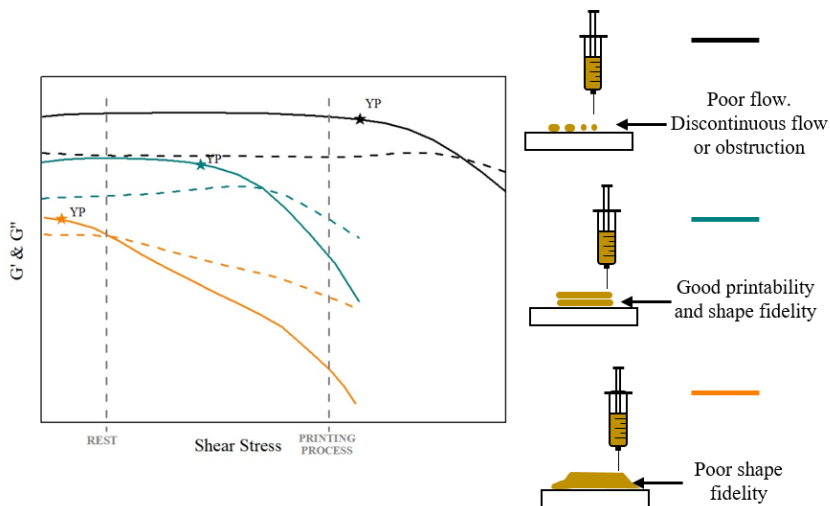 YP
YP
YP
G' & G"
REST
Shear Stress
PRINTING
PROCESS
Poor flow.
Discontinuous flow
or obstruction
Good printability
and shape fidelity
Poor shape
fidelity